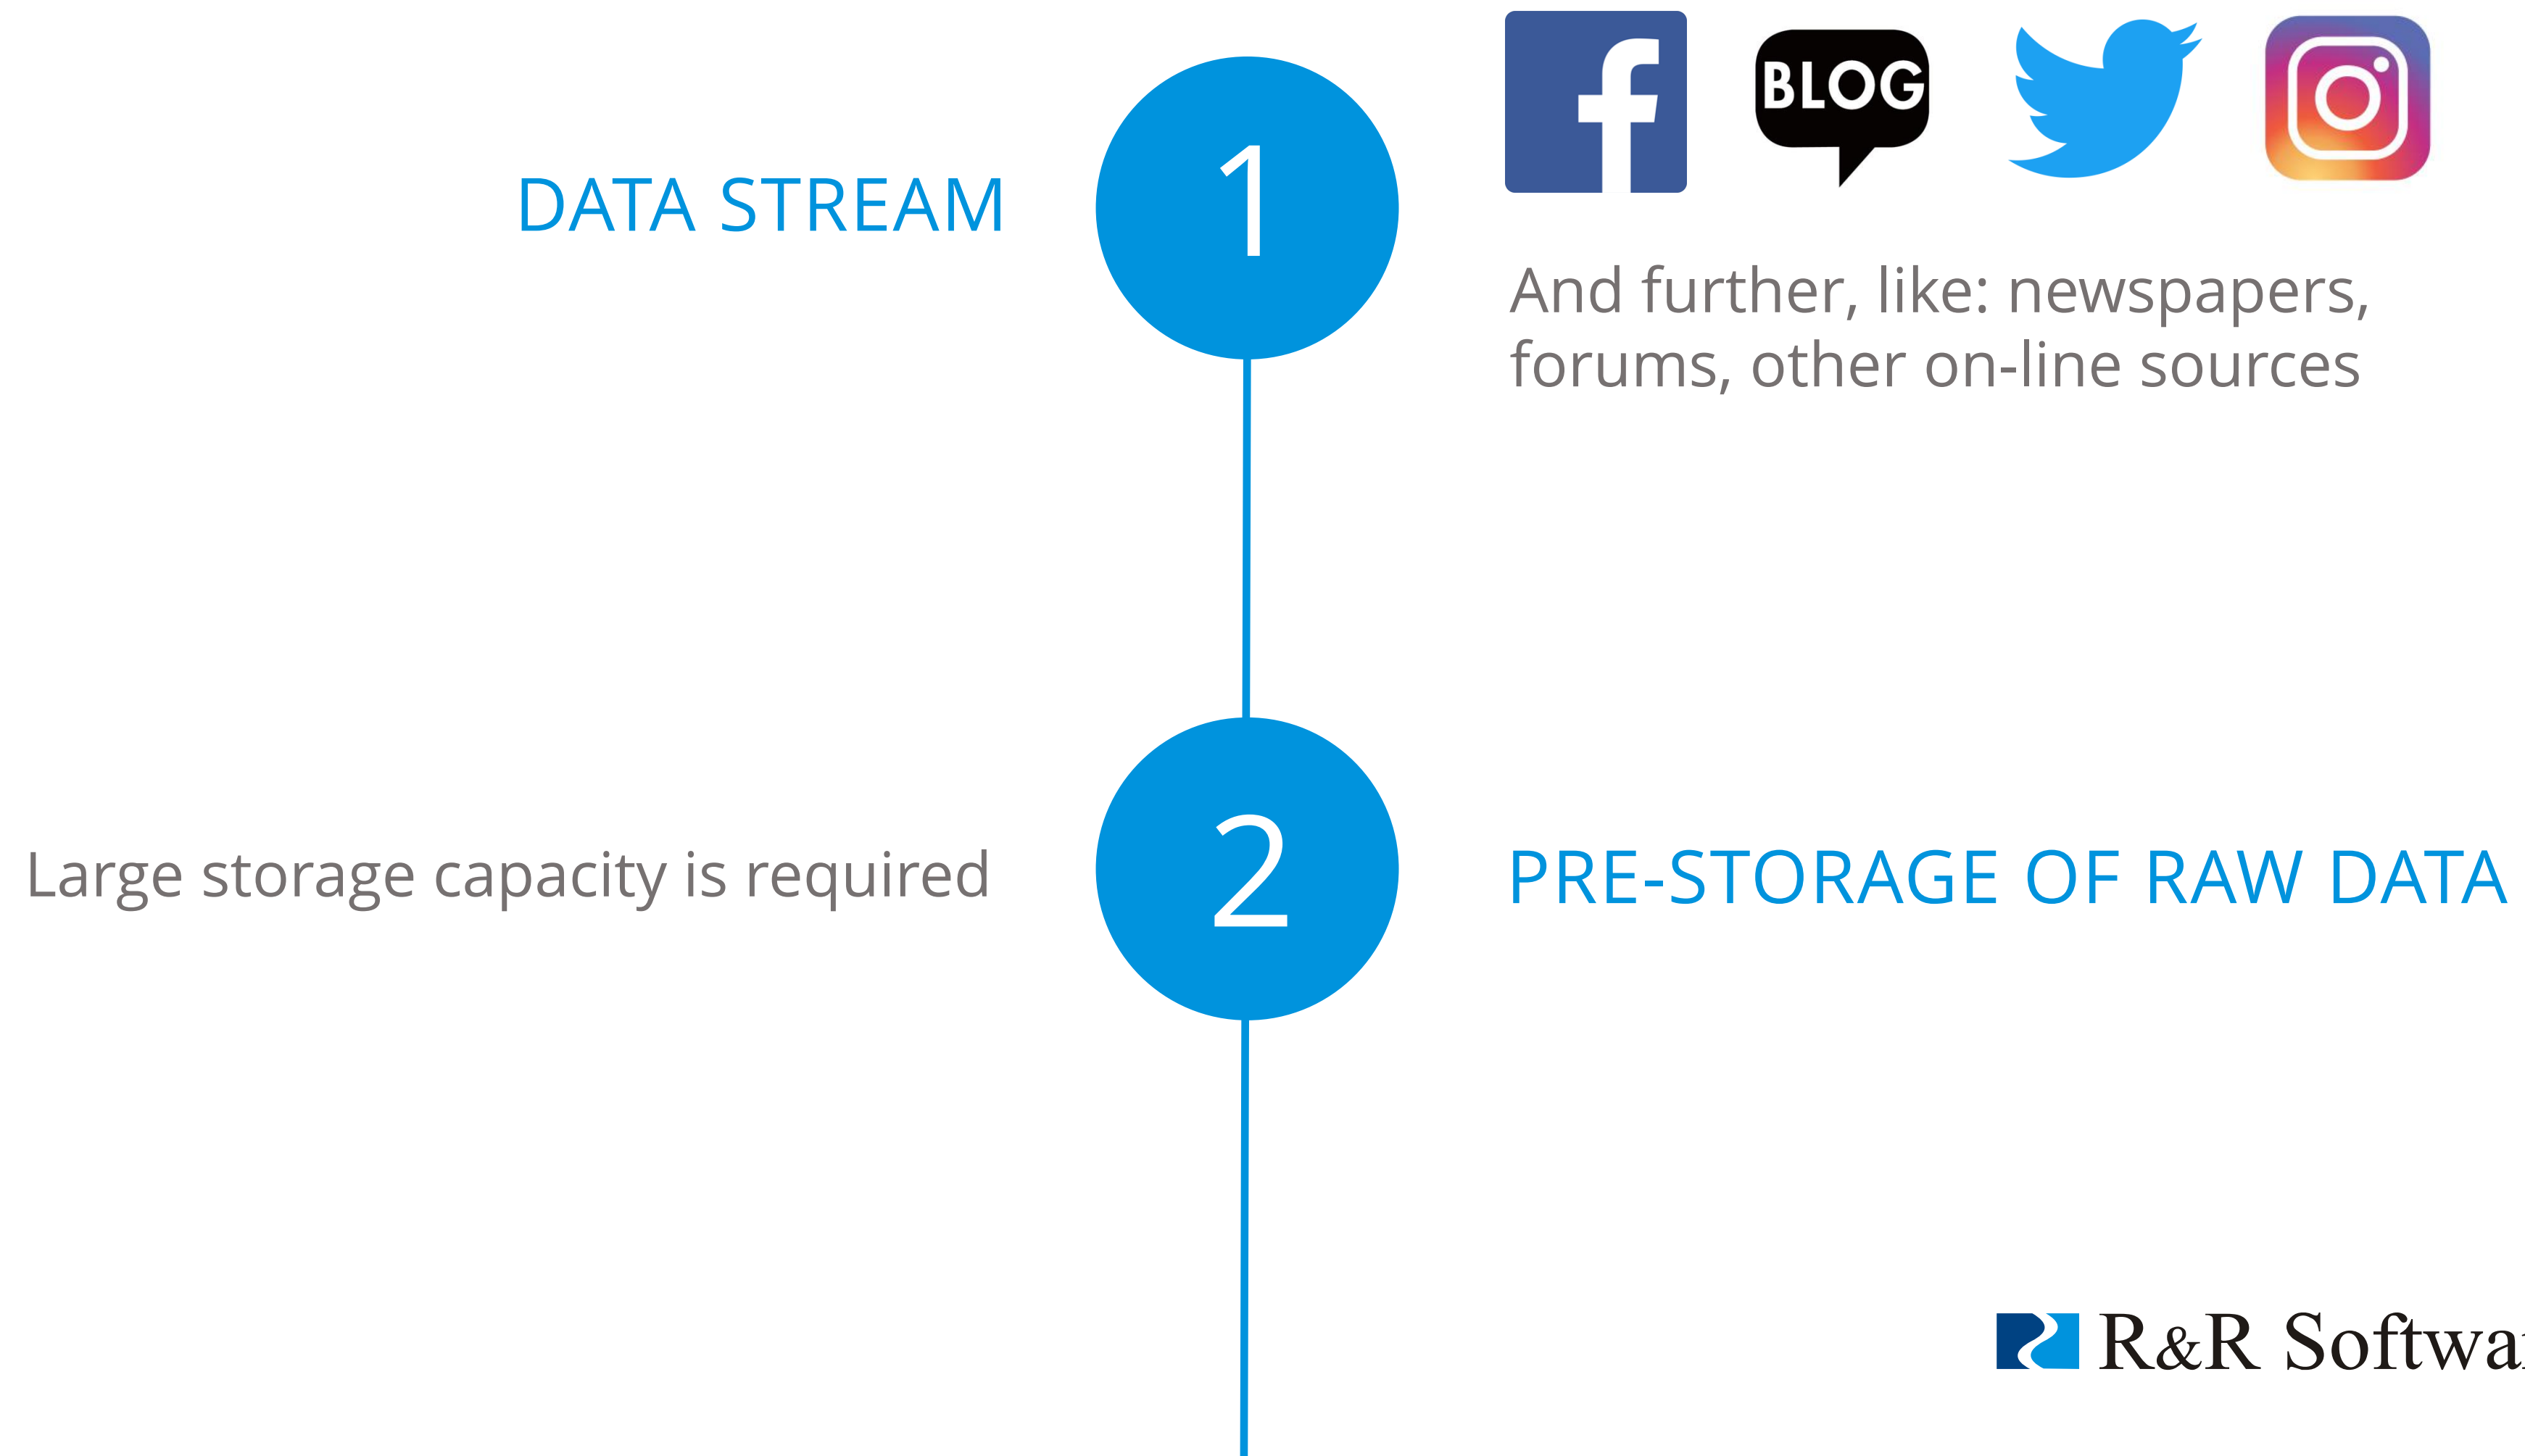 DATA STREAM
1
BLOG
And further, like: newspapers,
forums, other on-line sources
Large storage capacity is required
2
PRE-STORAGE OF RAW DATA
R&R Softwa